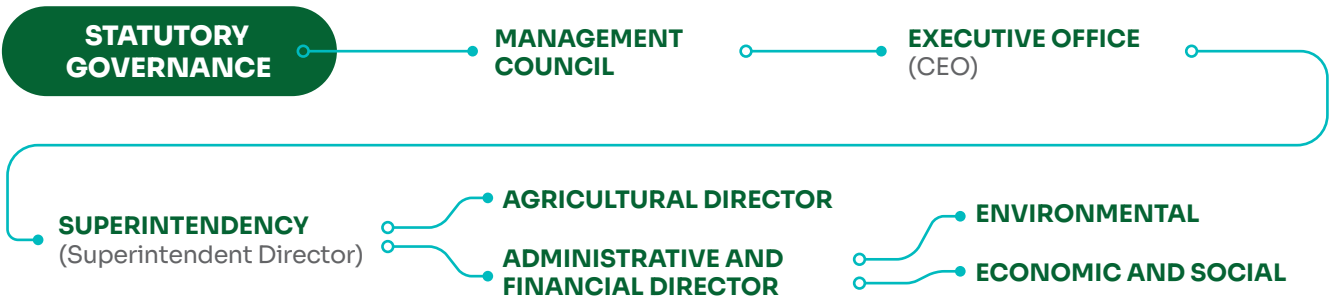 STATUTORY
GOVERNANCE
MANAGEMENT
COUNCIL
EXECUTIVE OFFICE
(CEO)
SUPERINTENDENCY
(Superintendent Director)
AGRICULTURAL DIRECTOR
ADMINISTRATIVE AND
FINANCIAL DIRECTOR
ENVIRONMENTAL
ECONOMIC AND SOCIAL